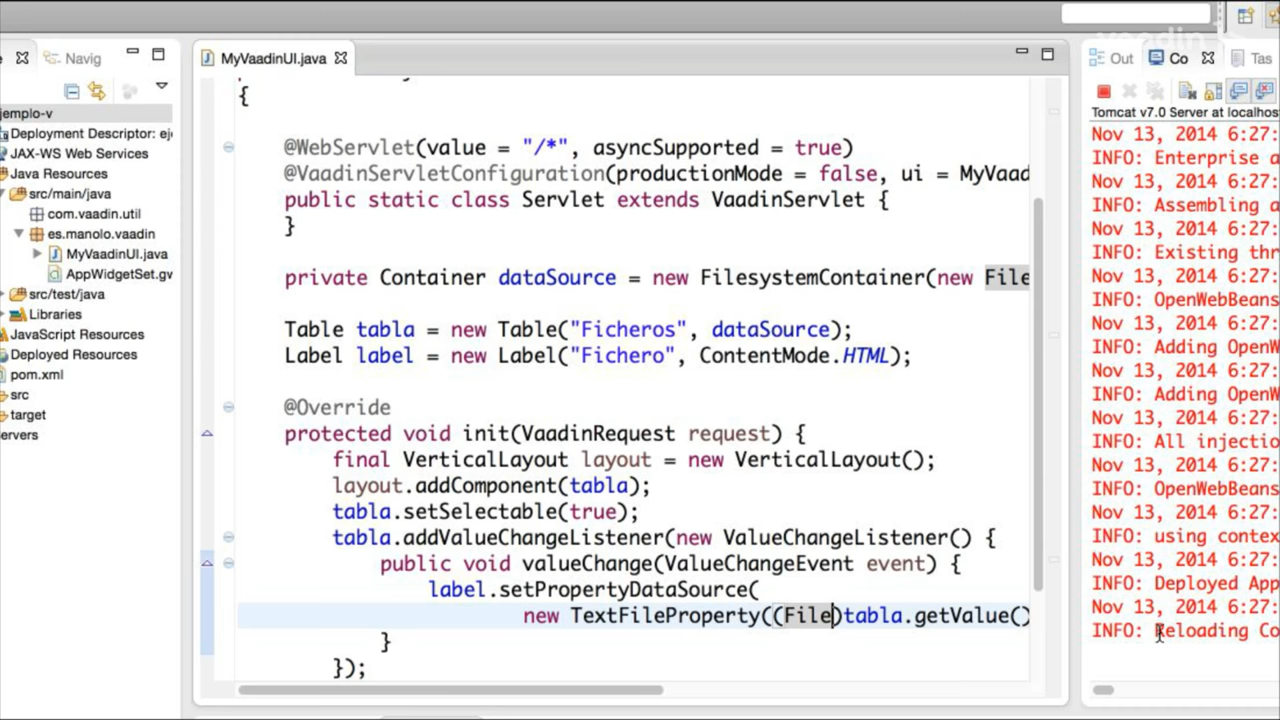 Navig
jemplo-v
Deployment Descriptor: eje
JAX-WS Web Services
Java Resources
src/main/java
com.vaadin.util
es.manolo.vaadin
MyVaadinUI.java
AppWidgetSet.gw
src/test/java
Libraries
JavaScript Resources
Deployed Resources
pom.xml
src
target
ervers
MyVaadinUI.java
{
@WebServlet(value = "/*", asyncSupported = true)
@VaadinServletConfiguration(productionMode = false, ui = MyVaad
public static class Servlet extends VaadinServlet {
}
private Container dataSource = new FilesystemContainer(new File
Table tabla = new Table("Ficheros", dataSource);
Label label = new Label("Fichero", ContentMode.HTML);
@Override
protected void init(VaadinRequest request) {
final VerticalLayout layout = new VerticalLayout();
layout.addComponent(tabla);
tabla.setSelectable(true);
tabla.addValueChangeListener(new ValueChangeListener() {
public void valueChange(ValueChangeEvent event) {
label.setPropertyDataSource(
new TextFileProperty((File)tabla.getValue()
}
});
vaadin
Out Co Tas
Tomcat v7.0 Server at localhos
Nov 13, 2014 6:27:
INFO: Enterprise a
Nov 13, 2014 6:27:
INFO: Assembling a
Nov 13, 2014 6:27:
INFO: Existing thr
Nov 13, 2014 6:27:
INFO: OpenWebBeans
Nov 13, 2014 6:27:
INFO: Adding OpenW
Nov 13, 2014 6:27:
INFO: Adding OpenW
Nov 13, 2014 6:27:
INFO: All injectio
Nov 13, 2014 6:27:
INFO: OpenWebBeans
Nov 13, 2014 6:27:
INFO: using contex
Nov 13, 2014 6:27:
INFO: Deployed App
Nov 13, 2014 6:27:
INFO: Reloading Co